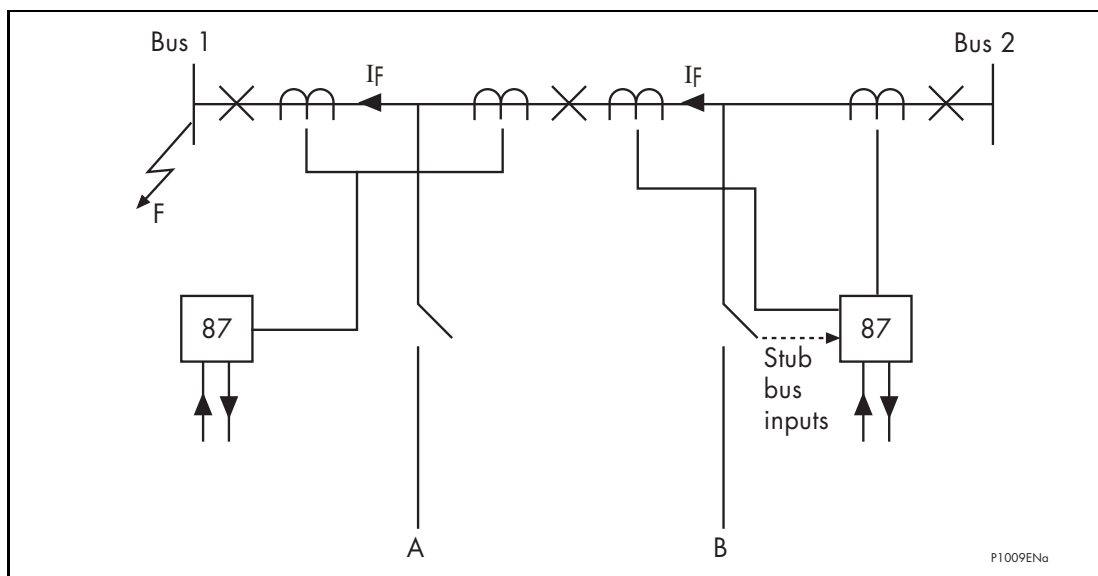 Bus 1
Bus 2
IF
IF
F
87
87
Stub
bus
inputs
A
B
P1009ENa